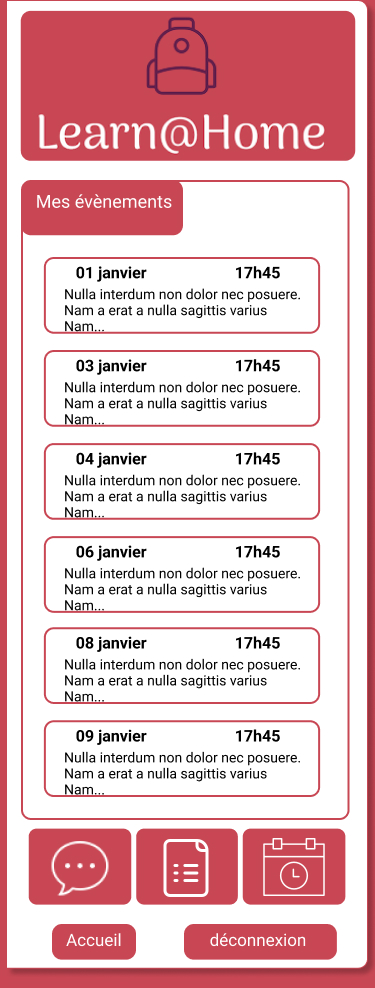 Learn@Home
Mes évènements
01 janvier 17h45
Nulla interdum non dolor nec posuere.
Nam a erat a nulla sagittis varius
Nam...
03 janvier 17h45
Nulla interdum non dolor nec posuere.
Nam a erat a nulla sagittis varius
Nam...
04 janvier 17h45
Nulla interdum non dolor nec posuere.
Nam a erat a nulla sagittis varius
Nam...
06 janvier 17h45
Nulla interdum non dolor nec posuere.
Nam a erat a nulla sagittis varius
Nam...
08 janvier 17h45
Nulla interdum non dolor nec posuere.
Nam a erat a nulla sagittis varius
Nam...
09 janvier 17h45
Nulla interdum non dolor nec posuere.
Nam a erat a nulla sagittis varius
Nam...
Accueil déconnexion